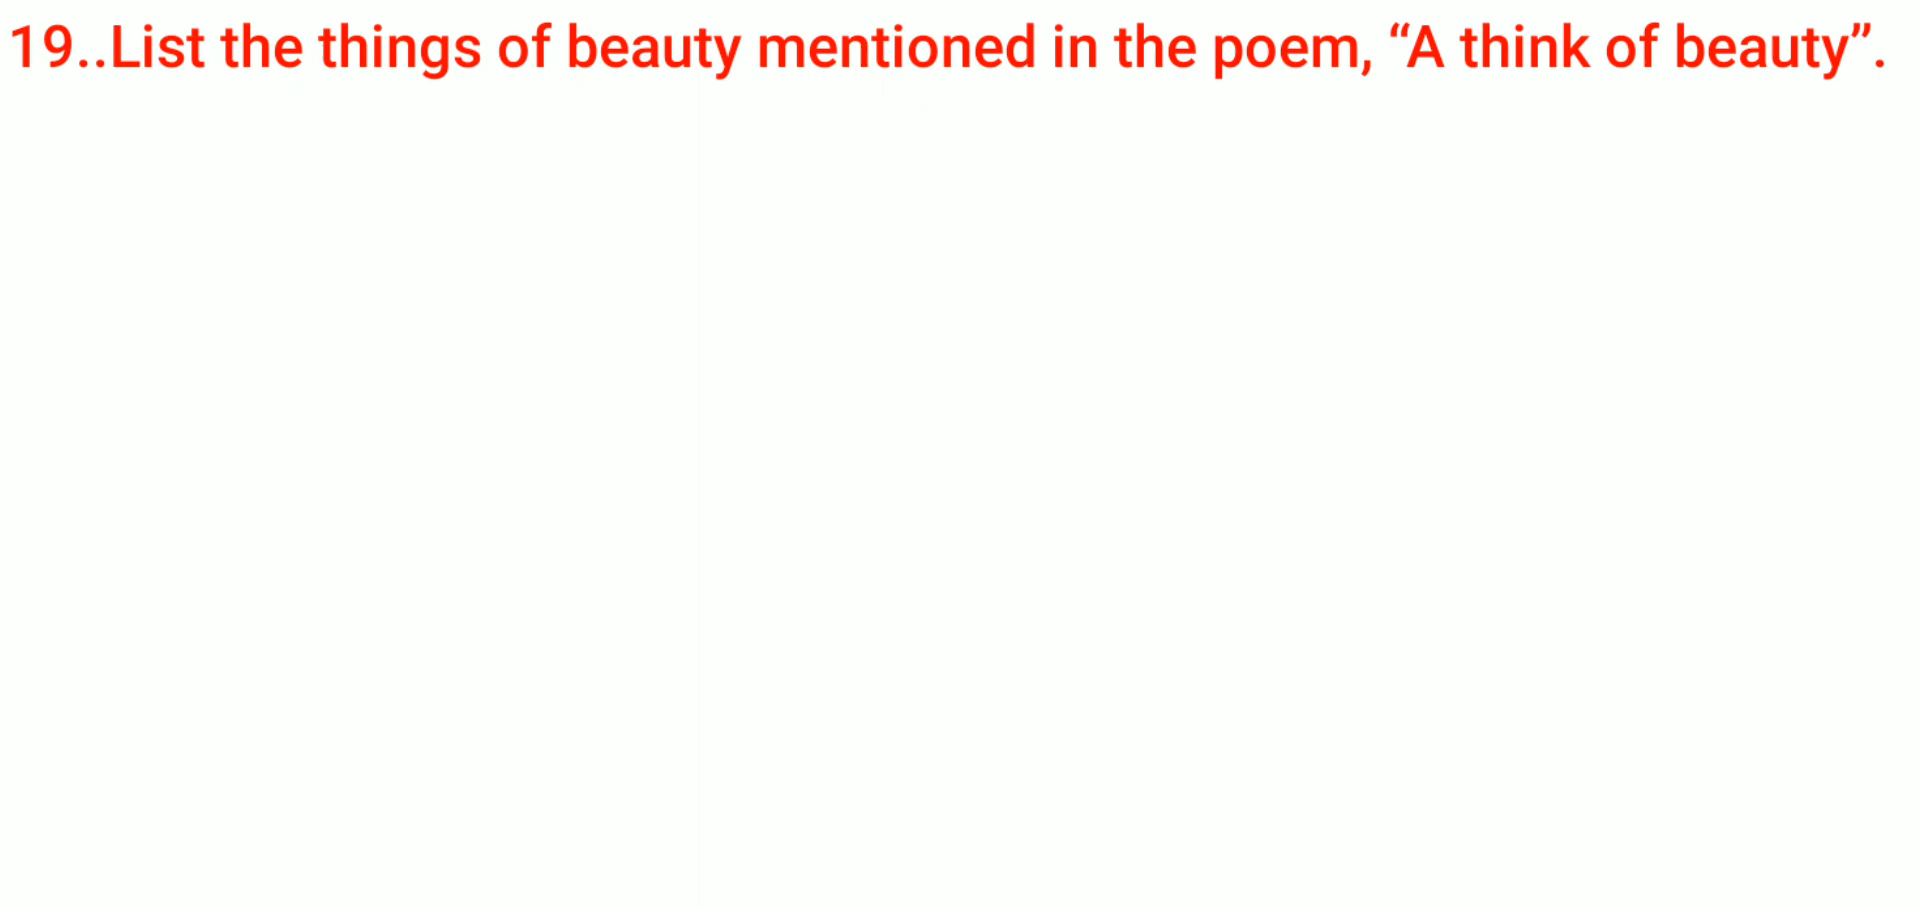 19..List the things of beauty mentioned in the poem, “A think of beauty”.